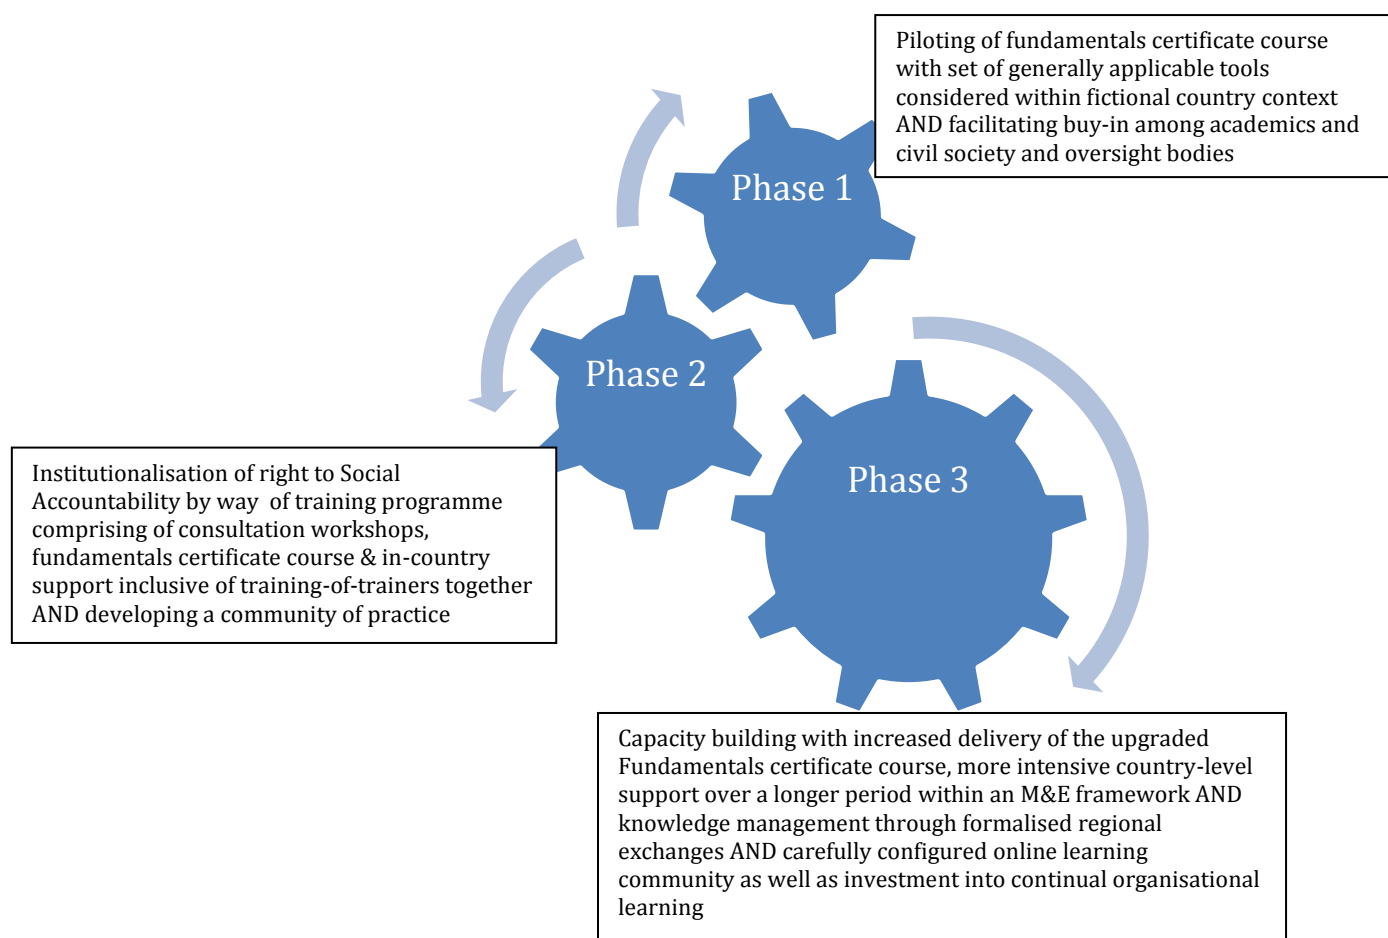 Piloting of fundamentals certificate course
with set of generally applicable tools
considered within fictional country context
AND facilitating buy-in among academics and
civil society and oversight bodies
Phase 1
Phase 2
Institutionalisation of right to Social
Accountability by way  of training programme
comprising of consultation workshops,
fundamentals certificate course & in-country
support inclusive of training-of-trainers together
AND developing a community of practice
Phase 3
Capacity building with increased delivery of the upgraded
Fundamentals certificate course, more intensive country-level
support over a longer period within an M&E framework AND
knowledge management through formalised regional
exchanges AND carefully configured online learning
community as well as investment into continual organisational
learning